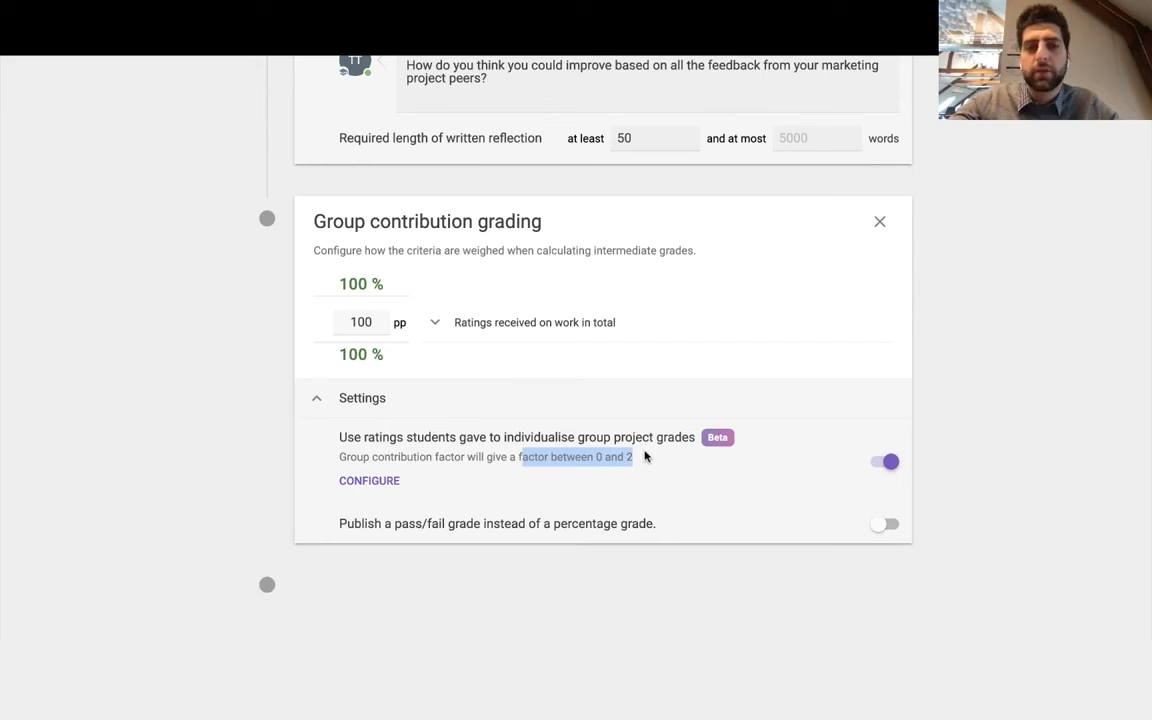 TT
How do you think you could improve based on all the feedback from your marketing
project peers?
Required length of written reflection at least 50 and at most 5000 words
Group contribution grading
Configure how the criteria are weighed when calculating intermediate grades.
100 %
100 pp Ratings received on work in total
100 %
Settings
Use ratings students gave to individualise group project grades Beta
Group contribution factor will give a factor between 0 and 2
CONFIGURE
Publish a pass/fail grade instead of a percentage grade.